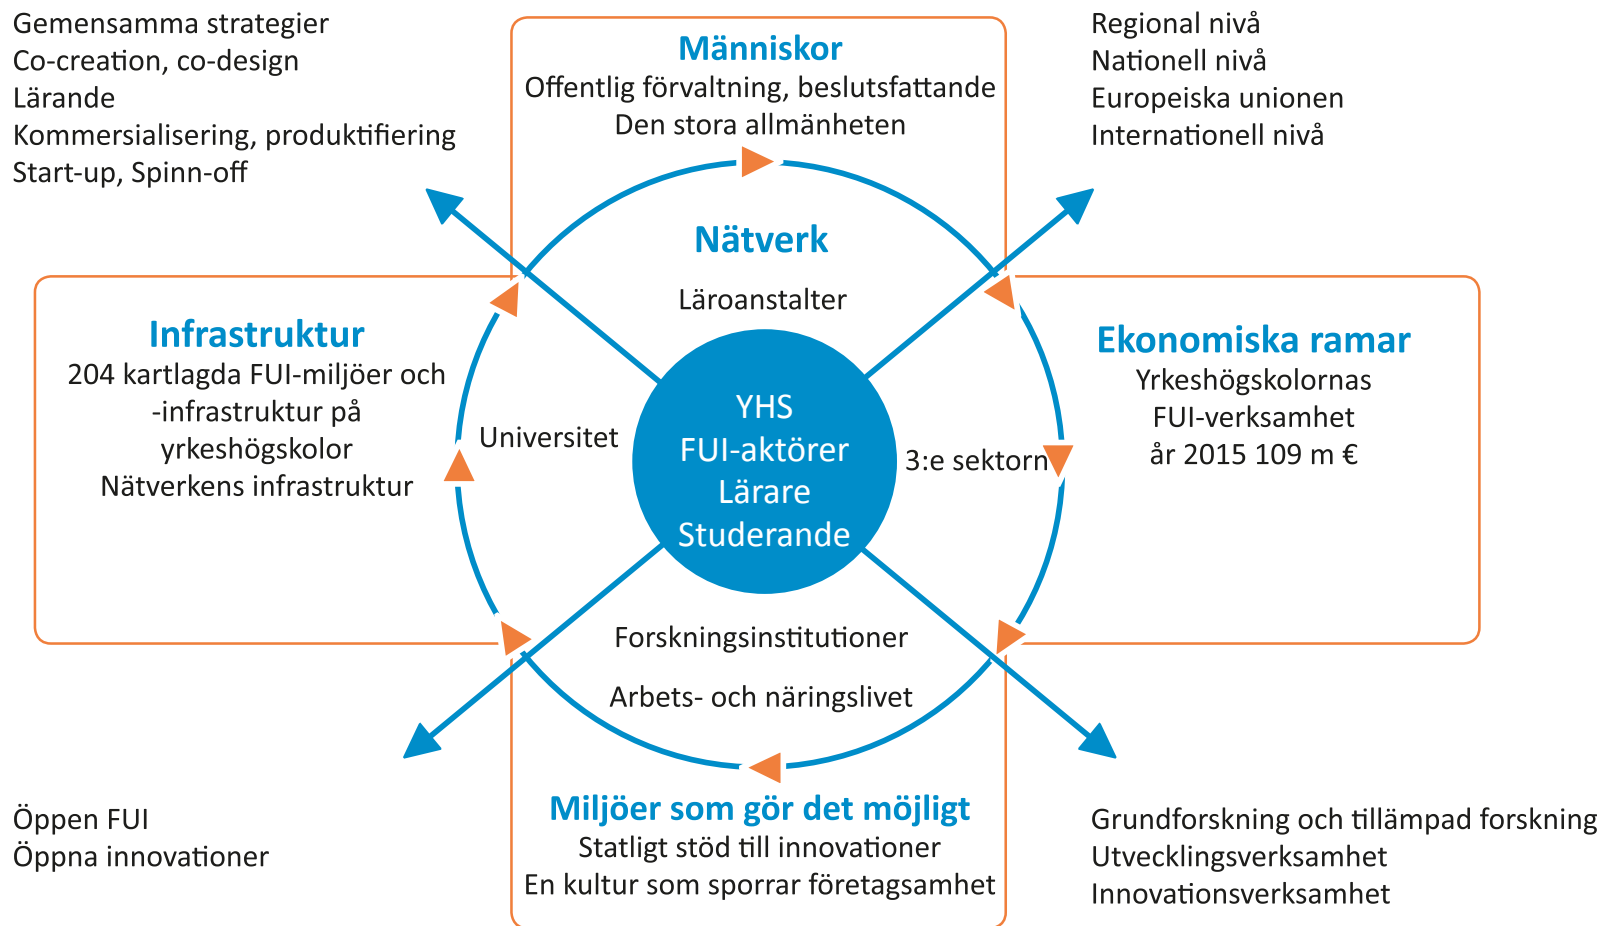 Gemensamma strategier
Co-creation, co-design
Lärande
Kommersialisering, produktifiering
Start-up, Spinn-off
Människor
Offentlig förvaltning, beslutsfattande
Den stora allmänheten
Regional nivå
Nationell nivå
Europeiska unionen
Internationell nivå
Nätverk
Läroanstalter
Infrastruktur
204 kartlagda FUI-miljöer och
-infrastruktur på
yrkeshögskolor
Nätverkens infrastruktur
Universitet
YHS
FUI-aktörer
Lärare
Studerande
3:e sektorn
Ekonomiska ramar
Yrkeshögskolornas
FUI-verksamhet
år 2015 109 m €
Forskningsinstitutioner
Arbets- och näringslivet
Miljöer som gör det möjligt
Statligt stöd till innovationer
En kultur som sporrar företagsamhet
Öppen FUI
Öppna innovationer
Grundforskning och tillämpad forskning
Utvecklingsverksamhet
Innovationsverksamhet